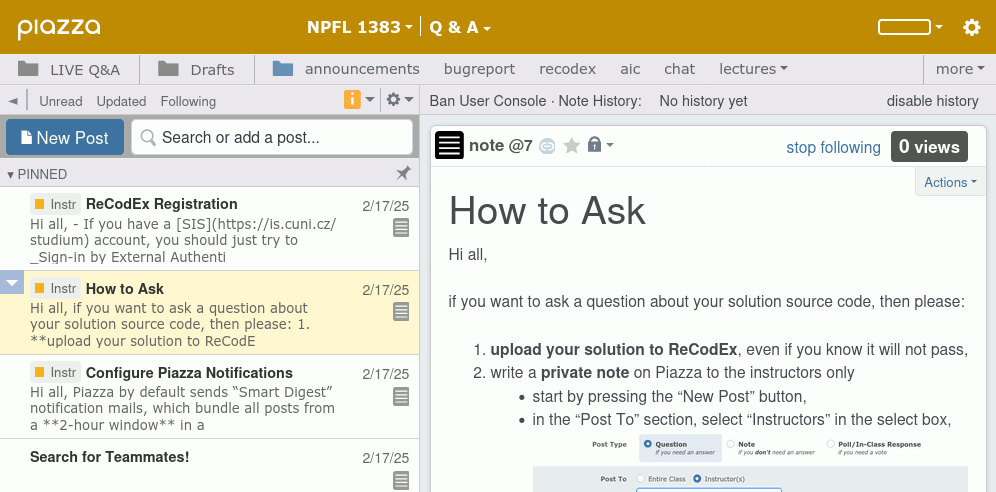 piazza
NPFL 1383 Q & A
LIVE Q&A Drafts announcements bugreport recodex aic chat lectures more
Unread Updated Following
Ban User Console · Note History: No history yet disable history
New Post Search or add a post...
note @7 stop following 0 views
PINNED
Actions
Instr ReCodEx Registration 2/17/25
Hi all, - If you have a [SIS](https://is.cuni.cz/
studium) account, you should just try to
_Sign-in by External Authenti
Instr How to Ask 2/17/25
Hi all, if you want to ask a question about
your solution source code, then please: 1.
**upload your solution to ReCodE
Instr Configure Piazza Notifications 2/17/25
Hi all, Piazza by default sends “Smart Digest”
notification mails, which bundle all posts from
a **2-hour window** in a
Search for Teammates! 2/17/25
How to Ask
Hi all,
if you want to ask a question about your solution source code, then please:
1. upload your solution to ReCodEx, even if you know it will not pass,
2. write a private note on Piazza to the instructors only
• start by pressing the “New Post” button,
• in the “Post To” section, select “Instructors” in the select box,
Post Type Question Note Poll/In-Class Response
if you need an answer if you don't need an answer if you need a vote
Post To Entire Class Instructor(s)